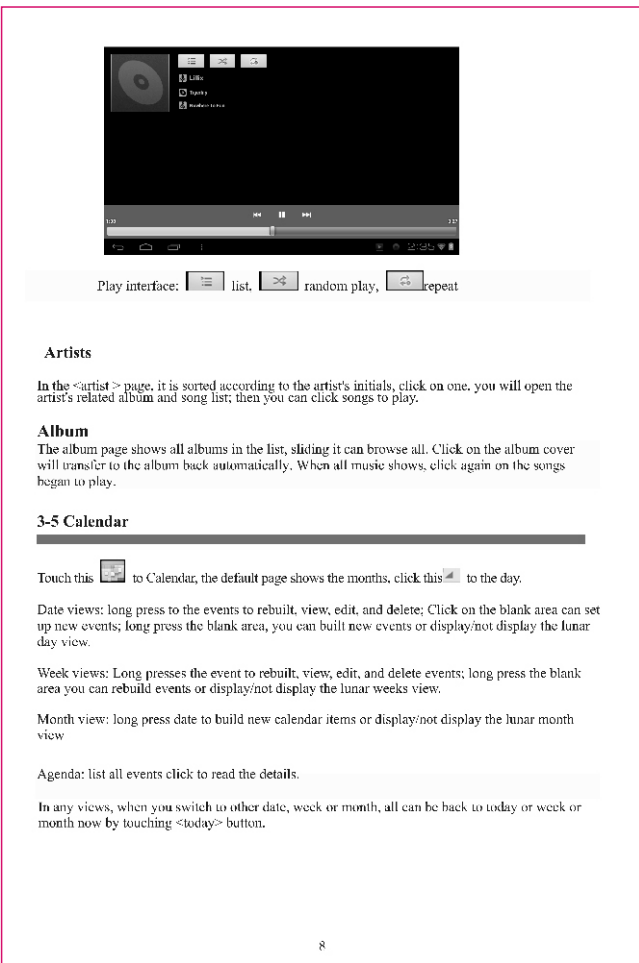 Lillix
2:35
Play interface: list, random play, repeat
Artists
In the <artist > page, it is sorted according to the artist's initials, click on one, you will open the
artist's related album and song list; then you can click songs to play.
Album
The album page shows all albums in the list, sliding it can browse all. Click on the album cover
will transfer to the album back automatically. When all music shows, click again on the songs
began to play.
3-5 Calendar
Touch this to Calendar, the default page shows the months, click this to the day.
Date views: long press to the events to rebuilt, view, edit, and delete; Click on the blank area can set
up new events; long press the blank area, you can built new events or display/not display the lunar
day view.
Week views: Long presses the event to rebuilt, view, edit, and delete events; long press the blank
area you can rebuild events or display/not display the lunar weeks view.
Month view: long press date to build new calendar items or display/not display the lunar month
view
Agenda: list all events click to read the details.
In any views, when you switch to other date, week or month, all can be back to today or week or
month now by touching <today> button.
8